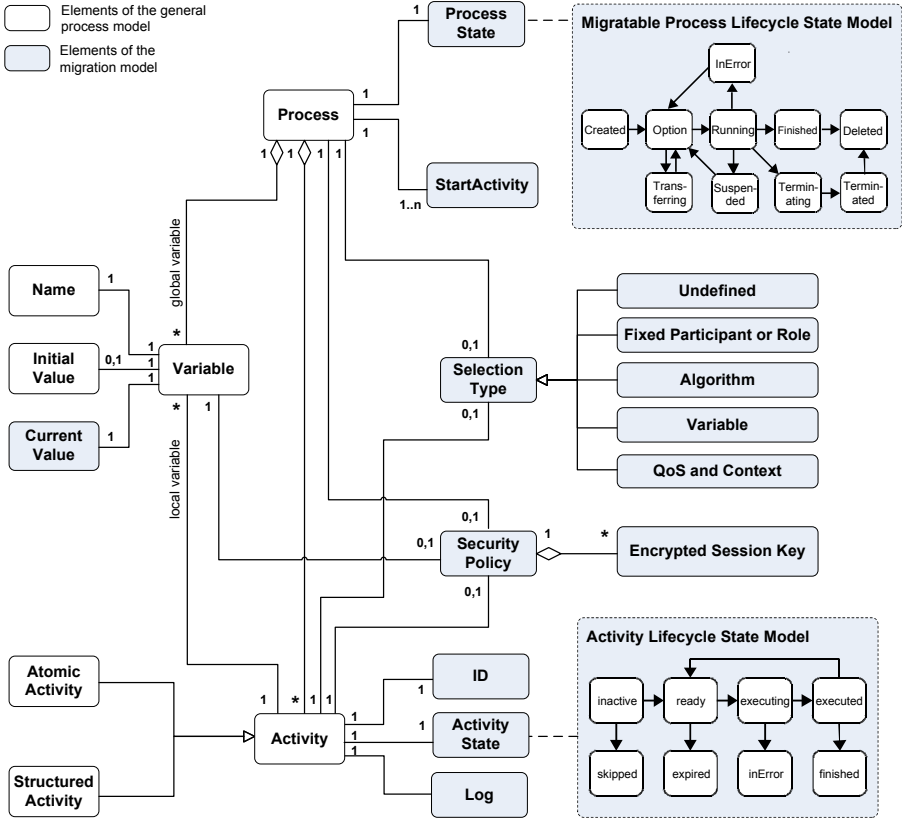 Elements of the general
process model
Elements of the
migration model
Process
State
Migratable Process Lifecycle State Model
InError
Created
Option
Running
Finished
Deleted
Trans-
ferring
Suspen-
ded
Termin-
ating
Termin-
ated
1
1
Process
1
1
1
1
1
StartActivity
1..n
global variable
*
Name
1
Initial
Value
0,1
Current
Value
1
1
1
1
Variable
*
1
local variable
0,1
Selection
Type
0,1
Undefined
Fixed Participant or Role
Algorithm
Variable
QoS and Context
0,1
0,1
Security
Policy
0,1
1
*
Encrypted Session Key
Activity Lifecycle State Model
inactive
ready
executing
executed
skipped
expired
inError
finished
Atomic
Activity
Structured
Activity
1
*
1
1
Activity
1
1
1
ID
1
Activity
State
1
Log
1